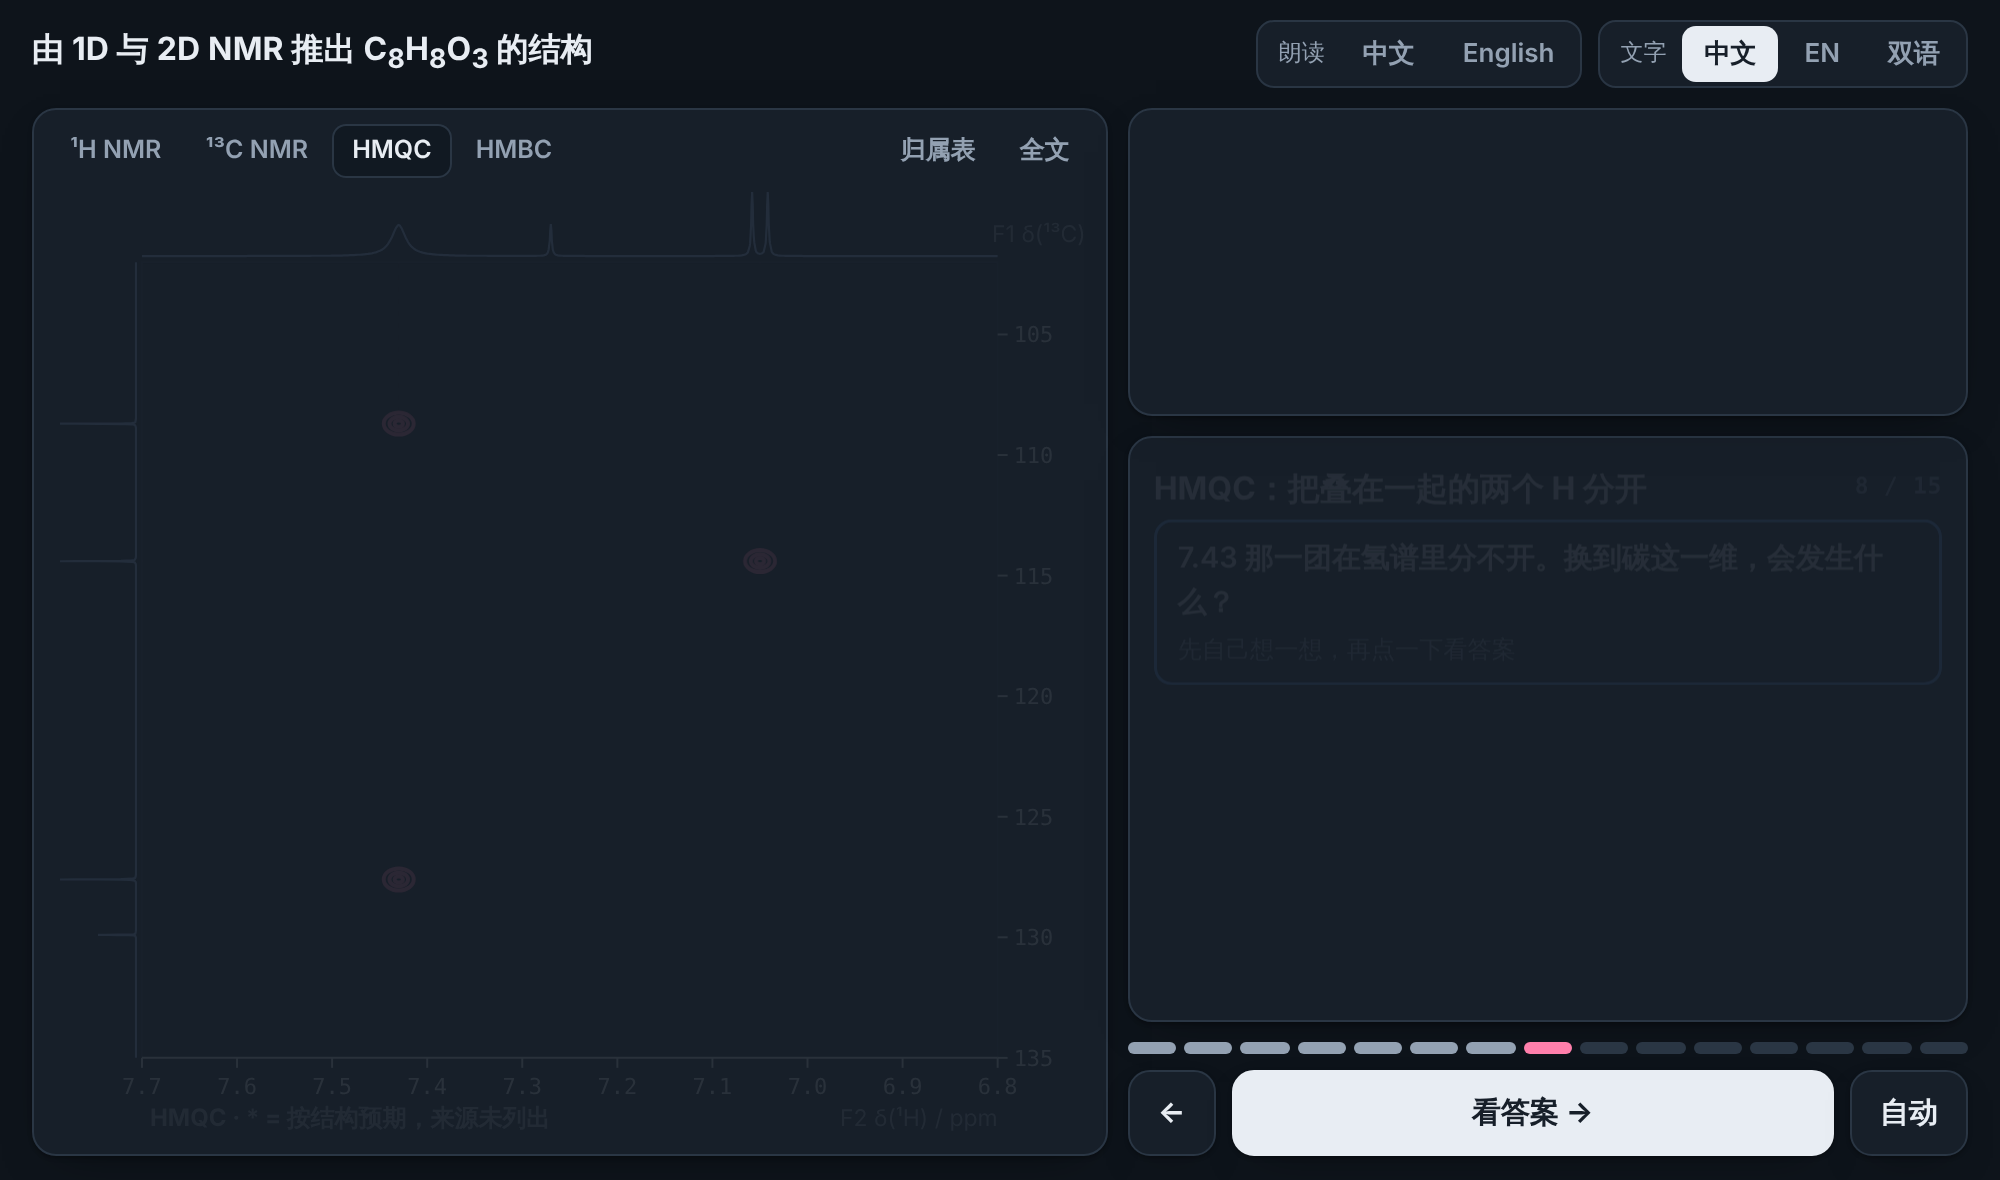 由 1D 与 2D NMR 推出 C₈H₈O₃ 的结构
朗读 中文 English
文字 中文 EN 双语
¹H NMR ¹³C NMR HMQC HMBC 归属表 全文
F1 δ(¹³C)
105
110
115
120
125
130
135
7.7 7.6 7.5 7.4 7.3 7.2 7.1 7.0 6.9 6.8
HMQC · * = 按结构预期，来源未列出 F2 δ(¹H) / ppm
HMQC：把叠在一起的两个 H 分开 8 / 15
7.43 那一团在氢谱里分不开。换到碳这一维，会发生什
么？
先自己想一想，再点一下看答案
← 看答案 → 自动